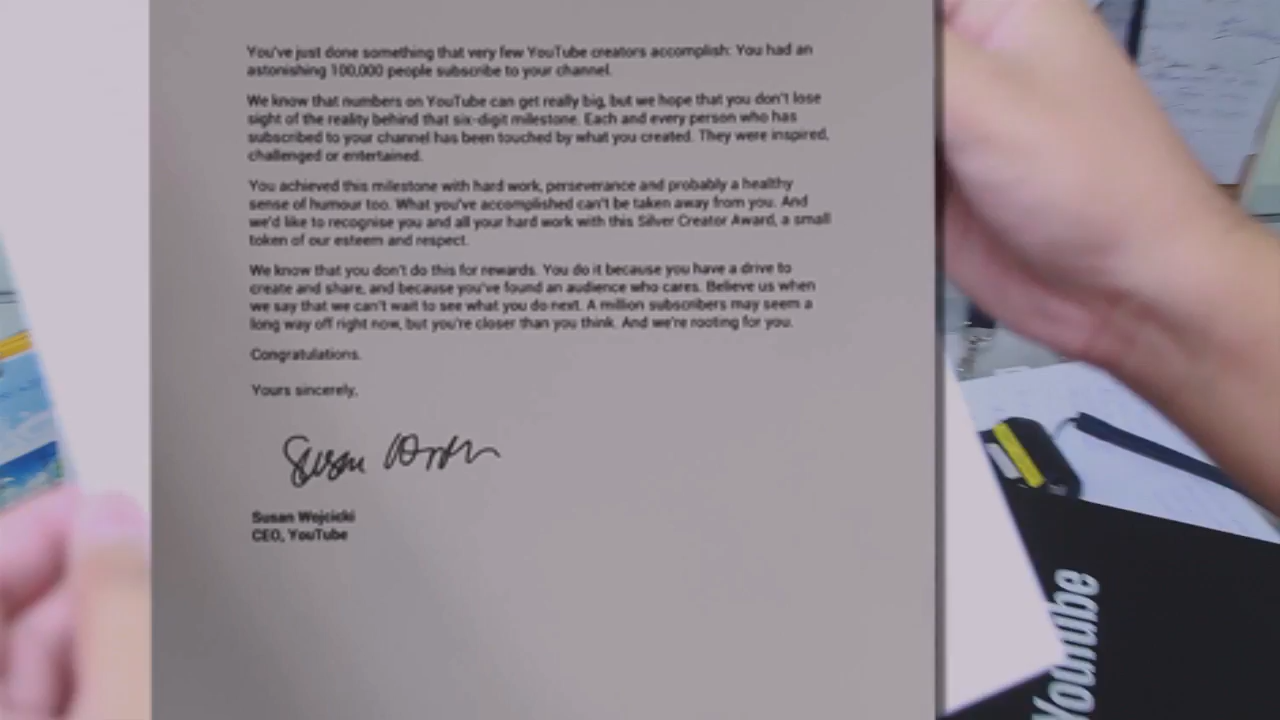 You've just done something that very few YouTube creators accomplish: You had an
astonishing 100,000 people subscribe to your channel.
We know that numbers on YouTube can get really big, but we hope that you don't lose
sight of the reality behind that six-digit milestone. Each and every person who has
subscribed to your channel has been touched by what you created. They were inspired,
challenged or entertained.
You achieved this milestone with hard work, perseverance and probably a healthy
sense of humour too. What you've accomplished can't be taken away from you. And
we'd like to recognise you and all your hard work with this Silver Creator Award, a small
token of our esteem and respect.
We know that you don't do this for rewards. You do it because you have a drive to
create and share, and because you've found an audience who cares. Believe us when
we say that we can't wait to see what you do next. A million subscribers may seem a
long way off right now, but you're closer than you think. And we're rooting for you.
Congratulations.
Yours sincerely,
Susan
Susan Wojcicki
CEO, YouTube
YouTube